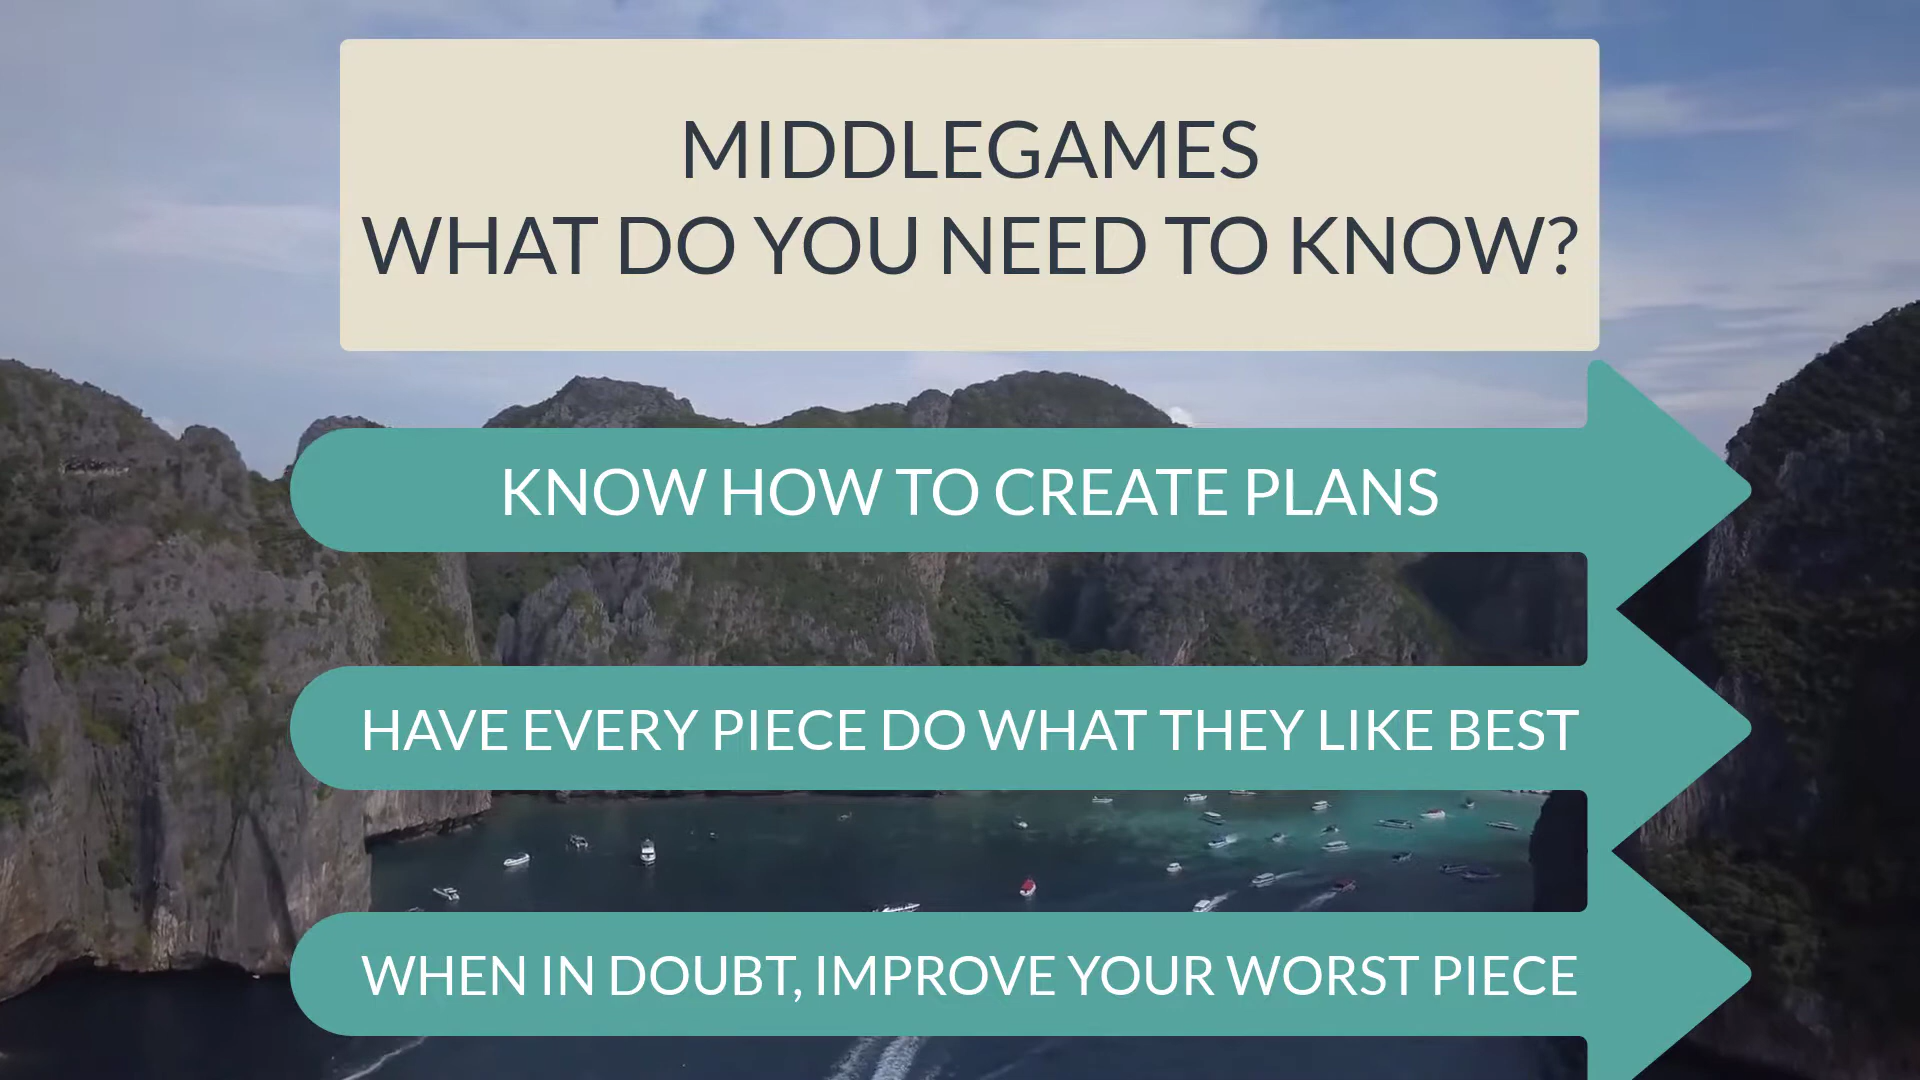 MIDDLEGAMES
WHAT DO YOU NEED TO KNOW?
KNOW HOW TO CREATE PLANS
HAVE EVERY PIECE DO WHAT THEY LIKE BEST
WHEN IN DOUBT, IMPROVE YOUR WORST PIECE